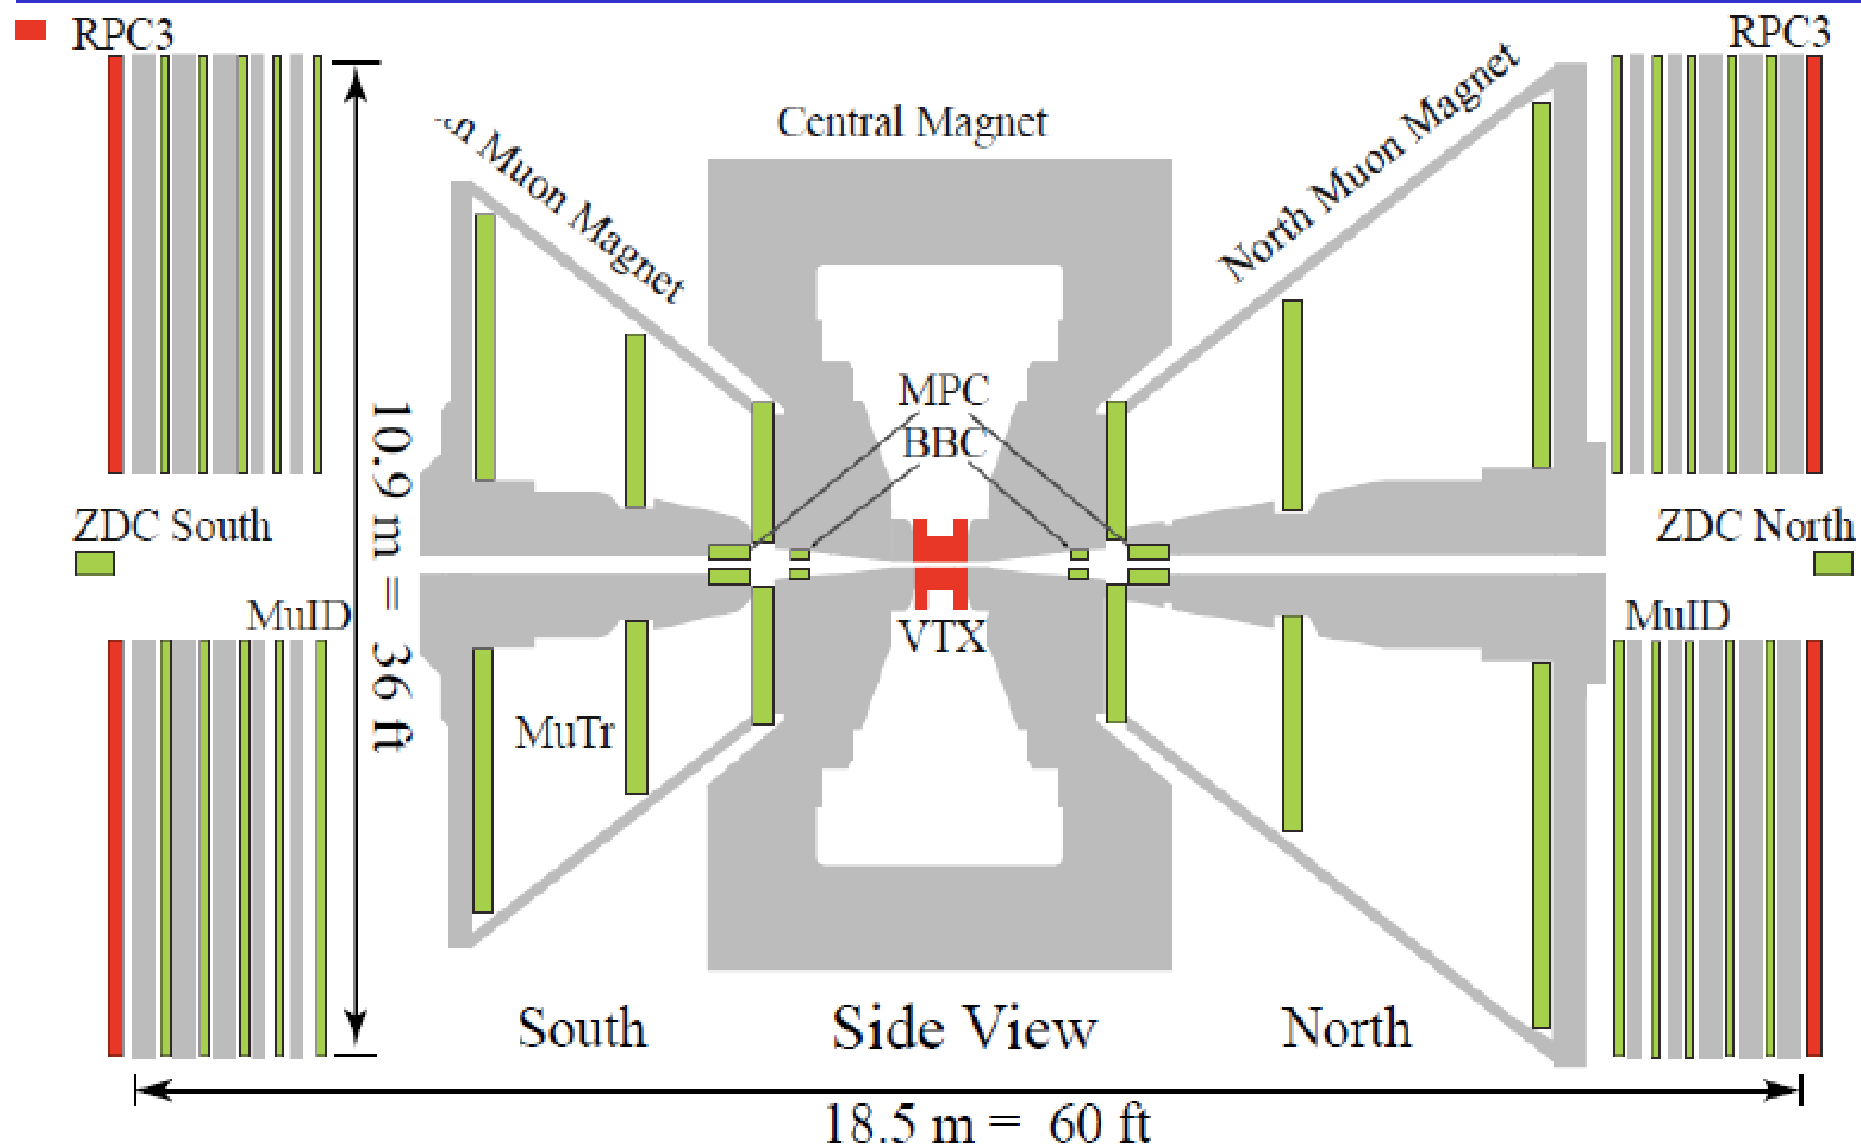 RPC3
RPC3
Central Magnet
Muon Magnet
North Muon Magnet
MPC
BBC
10.9 m = 36 ft
ZDC South
ZDC North
MuID
MuID
VTX
MuTr
South
Side View
North
18.5 m = 60 ft